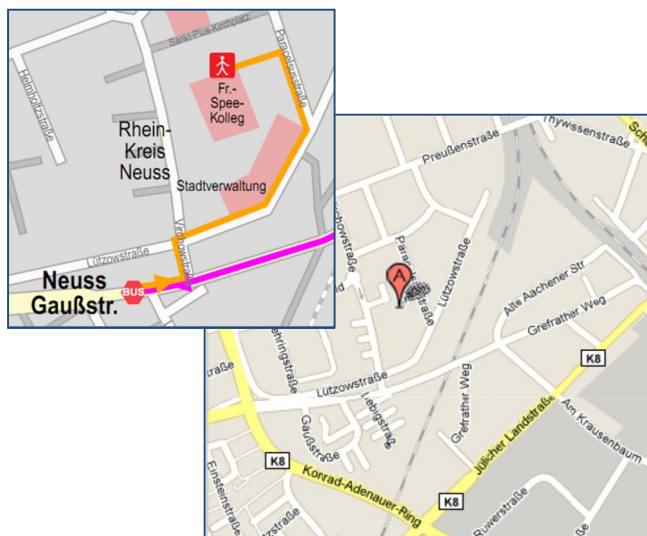 Sankt-Pius-Kirchplatz
Helmholtzstraße
Paracelsusstraße
Fr.-
Spee-
Kolleg
Rhein-
Kreis
Neuss
Stadtverwaltung
Virchowstraße
Lützowstraße
Neuss
Gaußstr.
BUS
Thywissenstraße
Preußenstraße
A
Lützowstraße
Alte Aachener Str.
Grefrather Weg
K8
Lützowstraße
Liebigstraße
Gaußstraße
Grefrather Weg
Jülicher Landstraße
Am Krausenbaum
K8
Konrad-Adenauer-Ring
K8
Einsteinstraße
Ruwerstraße